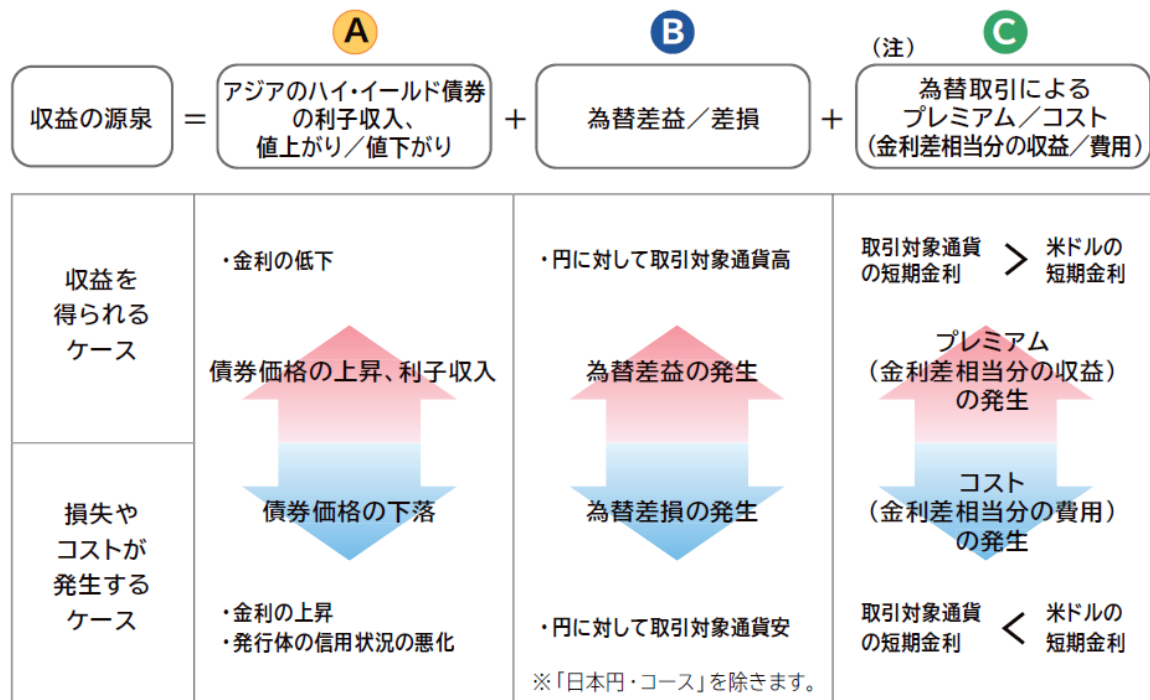 A
B
C
(注)
収益の源泉
=
アジアのハイ・イールド債券
の利子収入、
値上がり/値下がり
+
為替差益/差損
+
為替取引による
プレミアム/コスト
(金利差相当分の収益/費用)
収益を
得られる
ケース
・金利の低下
債券価格の上昇、利子収入
・円に対して取引対象通貨高
為替差益の発生
取引対象通貨
の短期金利
>
米ドルの
短期金利
プレミアム
(金利差相当分の収益)
の発生
損失や
コストが
発生する
ケース
債券価格の下落
・金利の上昇
・発行体の信用状況の悪化
為替差損の発生
・円に対して取引対象通貨安
※「日本円・コース」を除きます。
コスト
(金利差相当分の費用)
の発生
取引対象通貨
の短期金利
<
米ドルの
短期金利